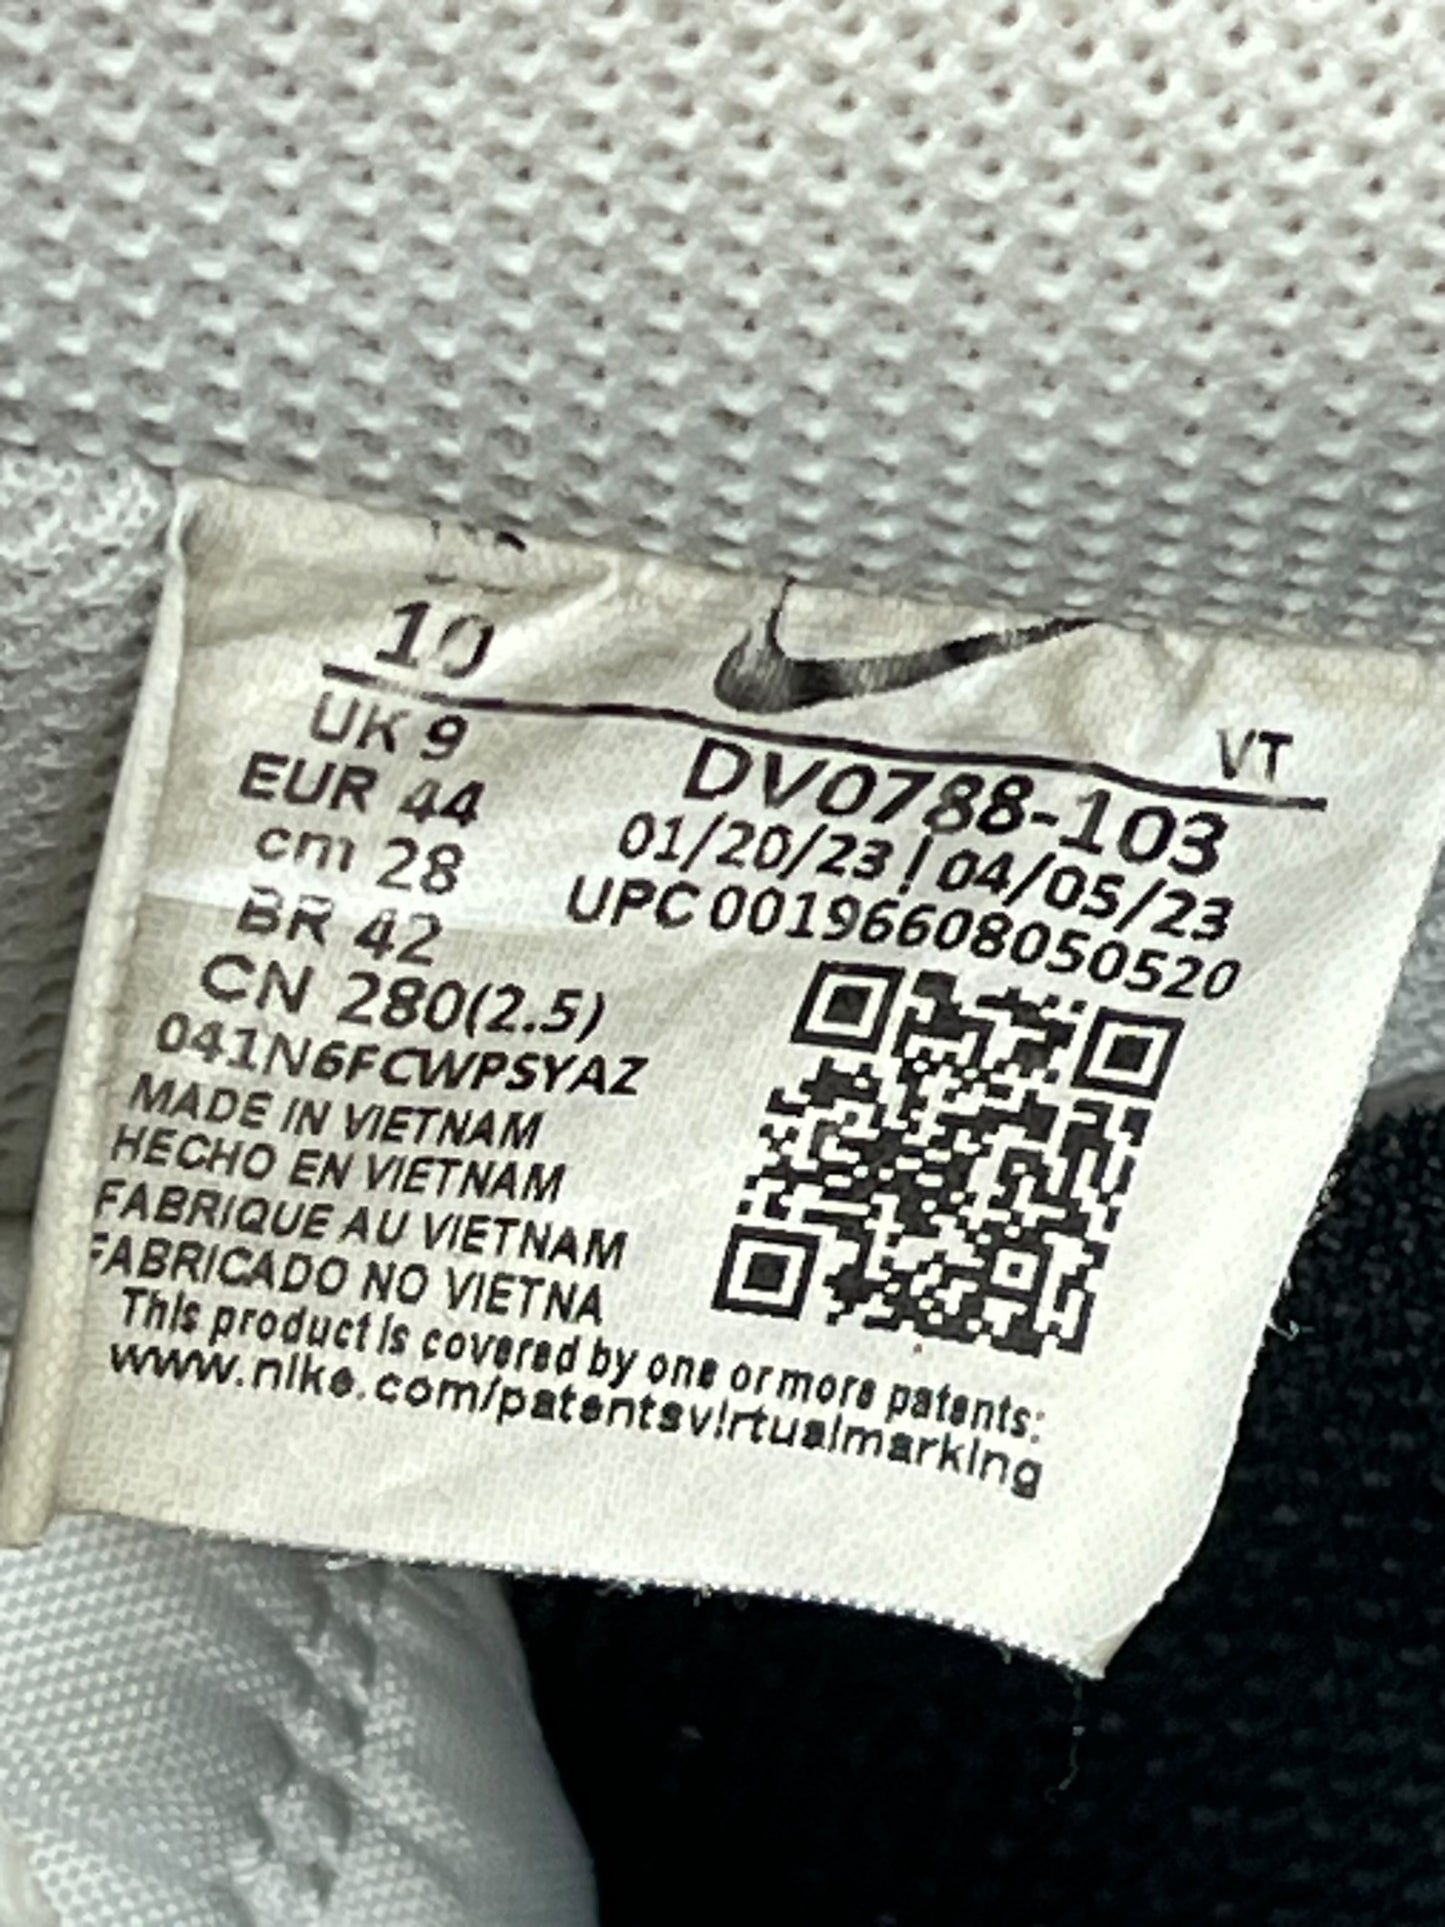 10
VT
UK 9
EUR 44
cm 28
BR 42
CN 280(2.5)
041N6FCWPSYAZ
DV0788-103
01/20/23 | 04/05/23
UPC 00196608050520
MADE IN VIETNAM
HECHO EN VIETNAM
FABRIQUE AU VIETNAM
FABRICADO NO VIETNA
This product is covered by one or more patents:
www.nike.com/patentsvirtualmarking